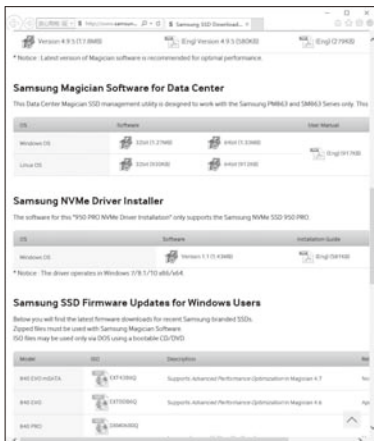 Samsung SSD Download...
Version 4.9.5 (17.8MB)
(Eng) Version 4.9.5 (580KB)
(Eng) (279KB)
* Notice : Latest version of Magician software is recommended for optimal performance.
Samsung Magician Software for Data Center
This Data Center Magician SSD management utility is designed to work with the Samsung PM863 and SM863 Series only. This
OS Software User Manual
Windows OS 32bit (1.27MB) 64bit (1.53MB)
(Eng) (917KB)
Linux OS 32bit (930KB) 64bit (912KB)
Samsung NVMe Driver Installer
The software for this "950 PRO NVMe Driver Installation" only supports the Samsung NVMe SSD 950 PRO.
OS Software Installation Guide
Windows OS Version 1.1 (1.43MB) (Eng) (581KB)
* Notice : The driver operates in Windows 7/8.1/10 x86/x64.
Samsung SSD Firmware Updates for Windows Users
Below you will find the latest firmware downloads for recent Samsung branded SSDs.
Zipped files must be used with Samsung Magician Software
ISO files may be used only via DOS using a bootable CD/DVD.
Model ISO Description
840 EVO mSATA EXT43B6Q Supports Advanced Performance Optimization in Magician 4.7
840 EVO EXT0DB6Q Supports Advanced Performance Optimization in Magician 4.6
840 PRO DXM06B0Q